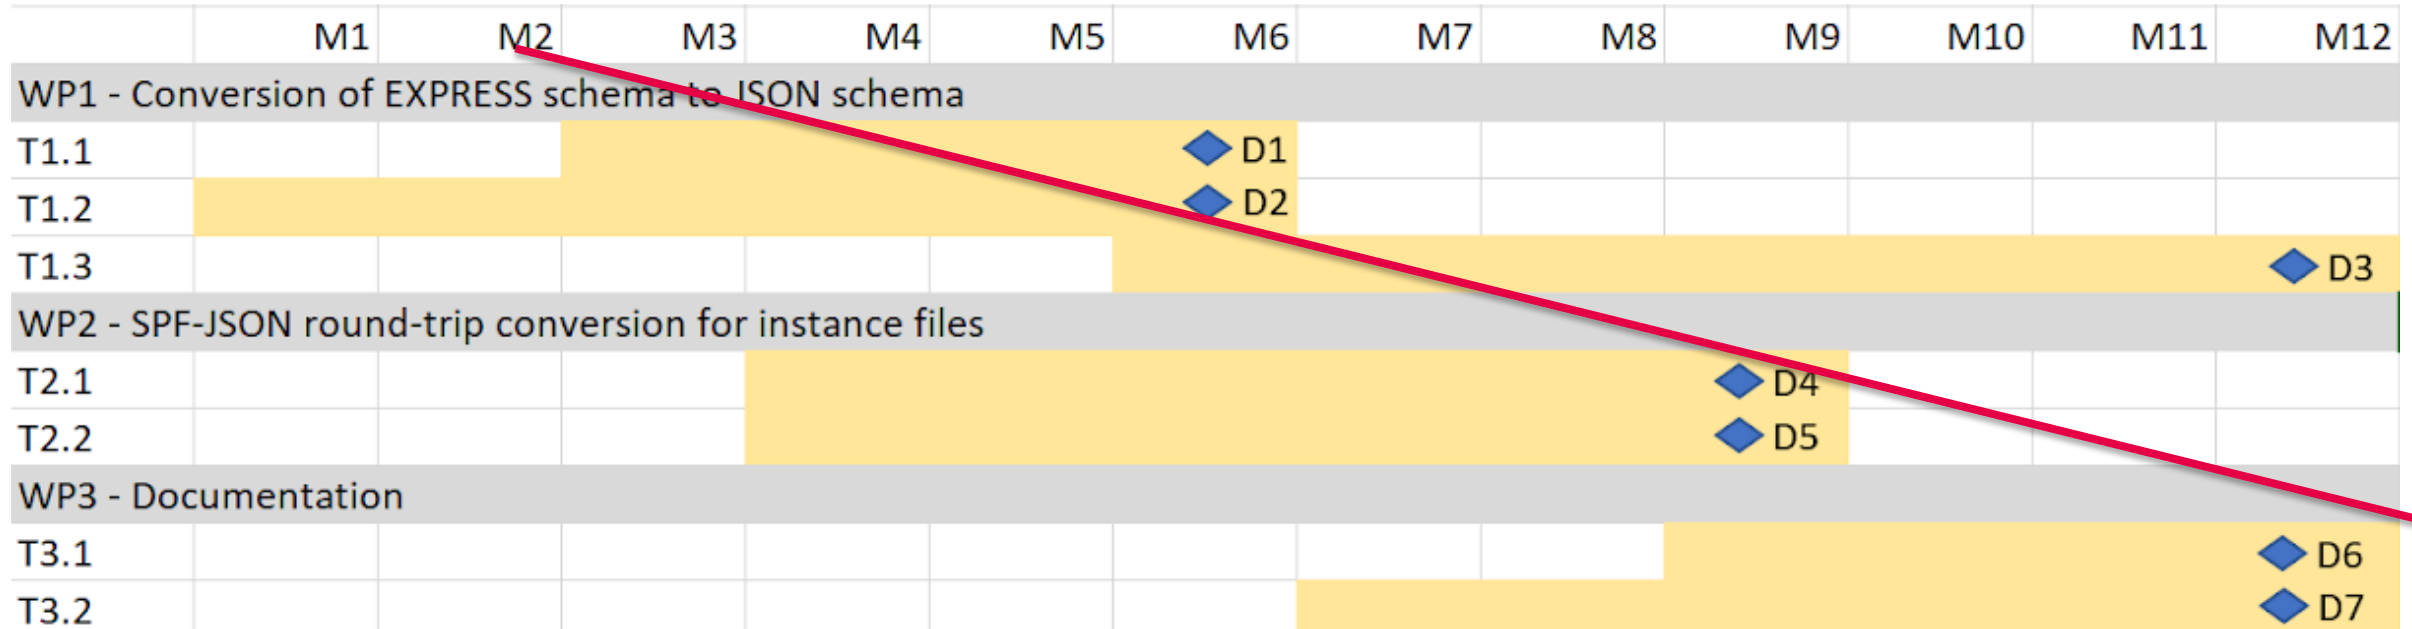 M1 M2 M3 M4 M5 M6 M7 M8 M9 M10 M11 M12
WP1 - Conversion of EXPRESS schema to JSON schema
T1.1 D1
T1.2 D2
T1.3 D3
WP2 - SPF-JSON round-trip conversion for instance files
T2.1 D4
T2.2 D5
WP3 - Documentation
T3.1 D6
T3.2 D7